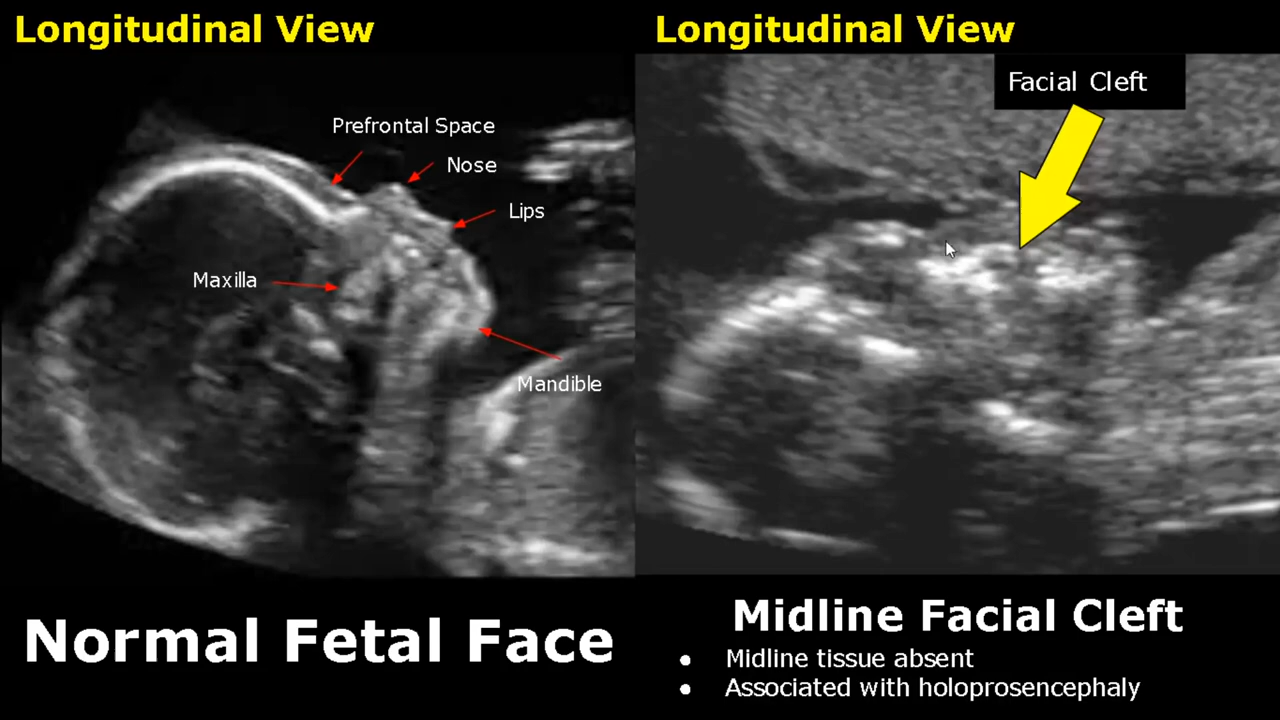 Longitudinal View
Prefrontal Space
Nose
Lips
Maxilla
Mandible
Normal Fetal Face
Longitudinal View
Facial Cleft
Midline Facial Cleft
● Midline tissue absent
● Associated with holoprosencephaly